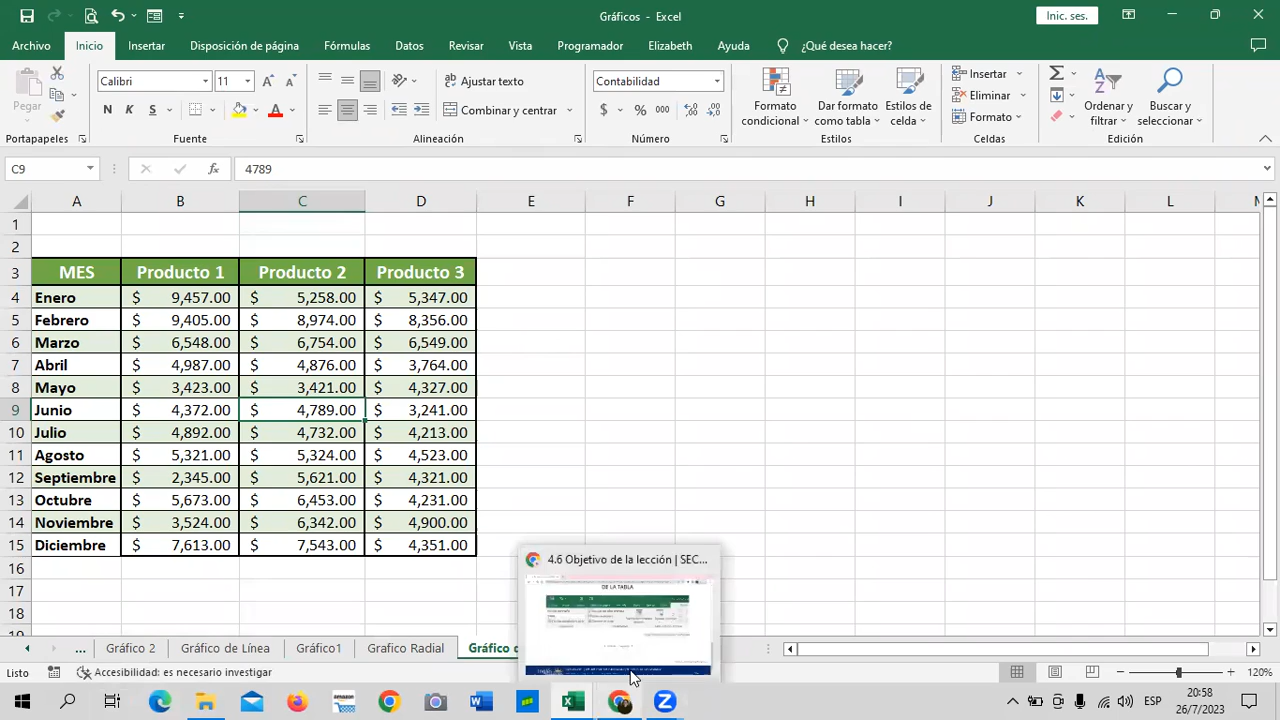 Gráficos - Excel
Inic. ses.
Archivo Inicio Insertar Disposición de página Fórmulas Datos Revisar Vista Programador Elizabeth Ayuda ¿Qué desea hacer?
Pegar
Calibri 11
N K S
Ajustar texto
Combinar y centrar
Contabilidad
$ % 000
Formato condicional
Dar formato como tabla
Estilos de celda
Insertar
Eliminar
Formato
Ordenar y filtrar
Buscar y seleccionar
Portapapeles Fuente Alineación Número Estilos Celdas Edición
C9 fx 4789
A B C D E F G H I J K L M
1
2
3 MES Producto 1 Producto 2 Producto 3
4 Enero $ 9,457.00 $ 5,258.00 $ 5,347.00
5 Febrero $ 9,405.00 $ 8,974.00 $ 8,356.00
6 Marzo $ 6,548.00 $ 6,754.00 $ 6,549.00
7 Abril $ 4,987.00 $ 4,876.00 $ 3,764.00
8 Mayo $ 3,423.00 $ 3,421.00 $ 4,327.00
9 Junio $ 4,372.00 $ 4,789.00 $ 3,241.00
10 Julio $ 4,892.00 $ 4,732.00 $ 4,213.00
11 Agosto $ 5,321.00 $ 5,324.00 $ 4,523.00
12 Septiembre $ 2,345.00 $ 5,621.00 $ 4,321.00
13 Octubre $ 5,673.00 $ 6,453.00 $ 4,231.00
14 Noviembre $ 3,524.00 $ 6,342.00 $ 4,900.00
15 Diciembre $ 7,613.00 $ 7,543.00 $ 4,351.00
16
17
18
4.6 Objetivo de la lección | SEC...
DE LA TABLA
... Gráfico 2 Gráfico de Línea Gráfico Grafico Radial Gráfico d
Listo Accesibilidad: es necesario investigar 120%
ESP 20:58
26/7/2023